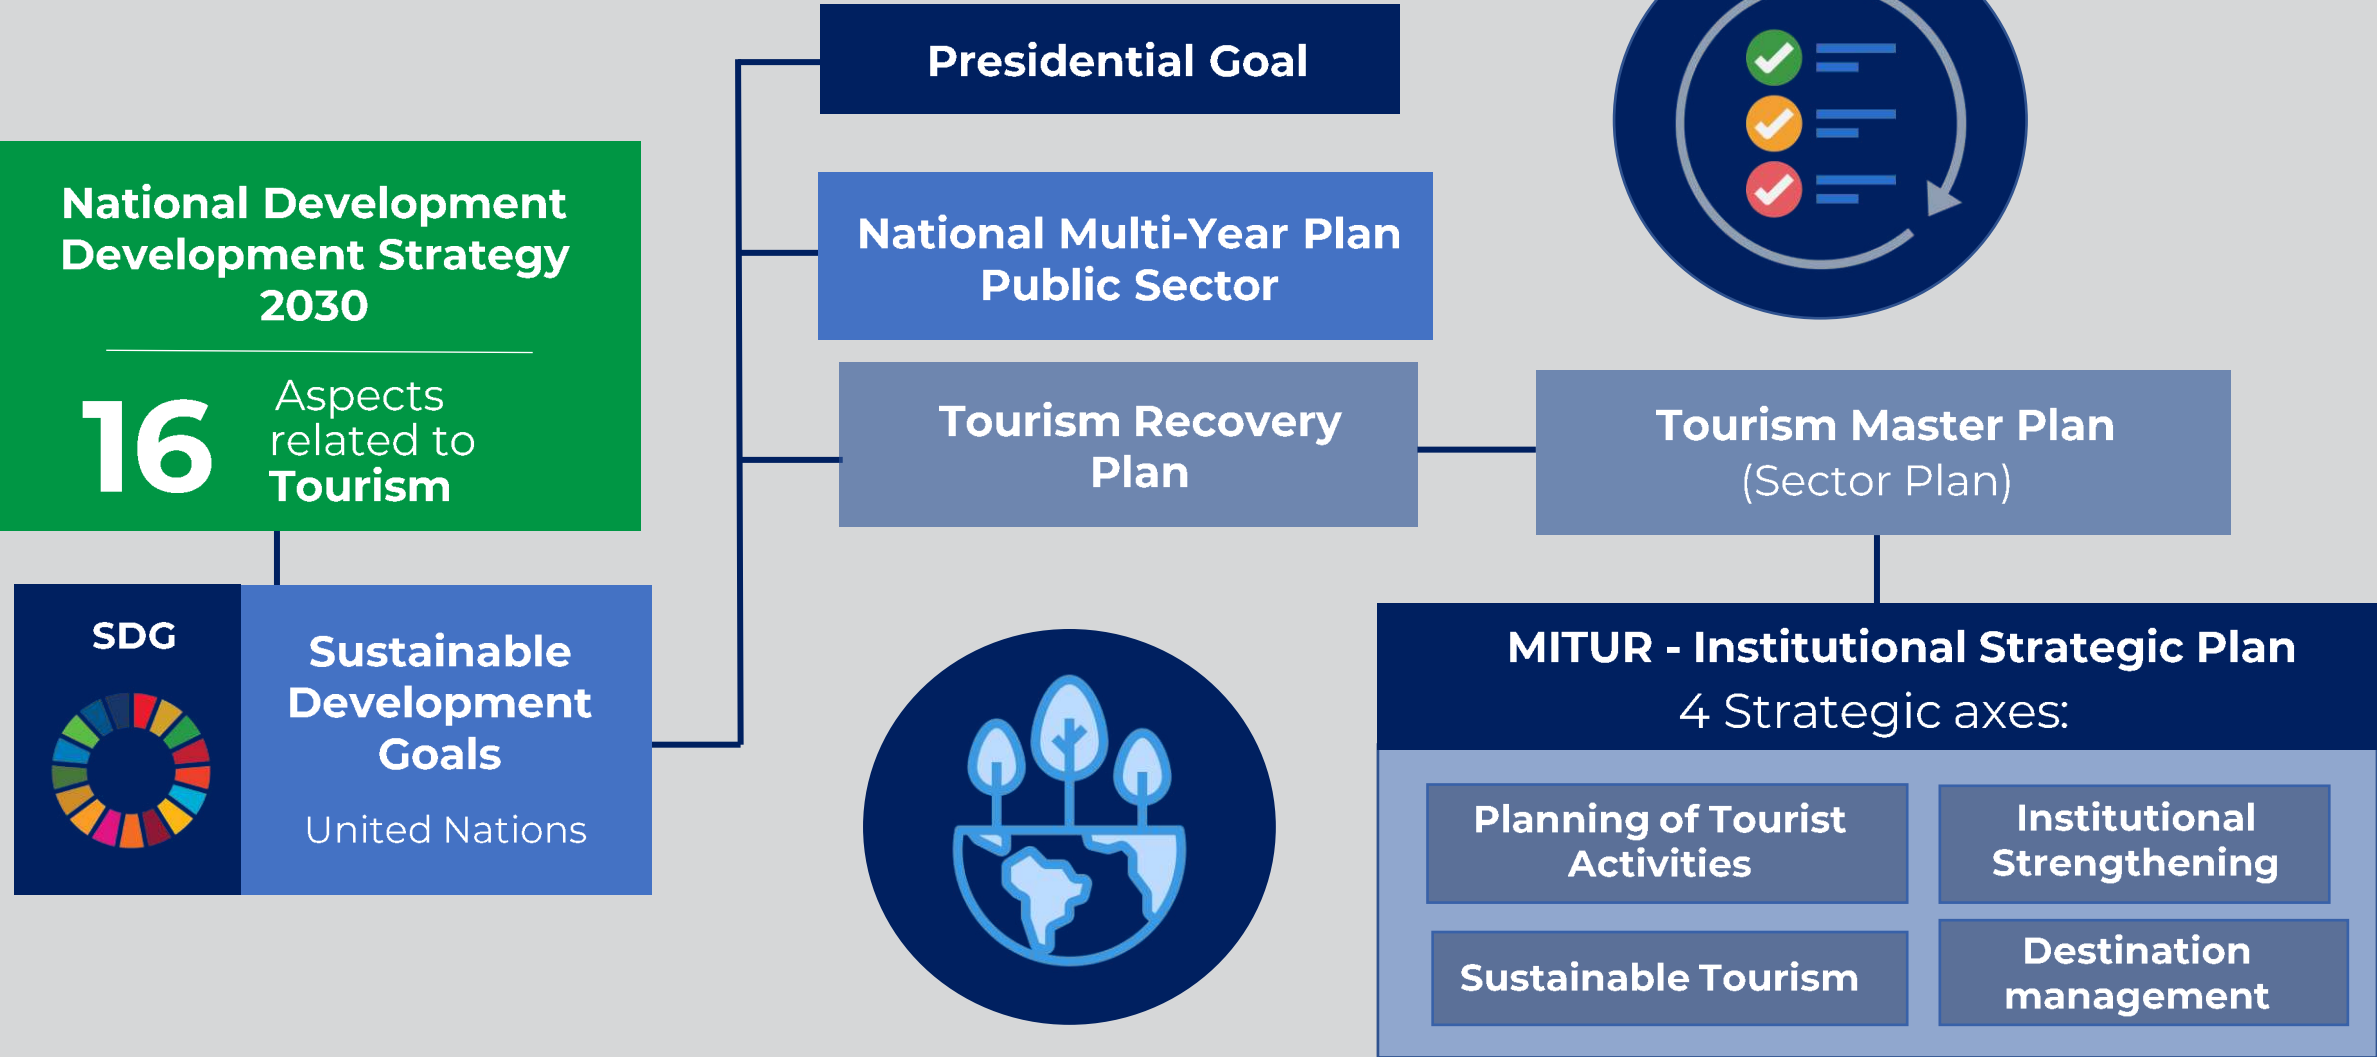 Presidential Goal
National Development
Development Strategy
2030
16
Aspects
related to
Tourism
National Multi-Year Plan
Public Sector
Tourism Recovery
Plan
Tourism Master Plan
(Sector Plan)
SDG
Sustainable
Development
Goals
United Nations
MITUR - Institutional Strategic Plan
4 Strategic axes:
Planning of Tourist
Activities
Institutional
Strengthening
Sustainable Tourism
Destination
management